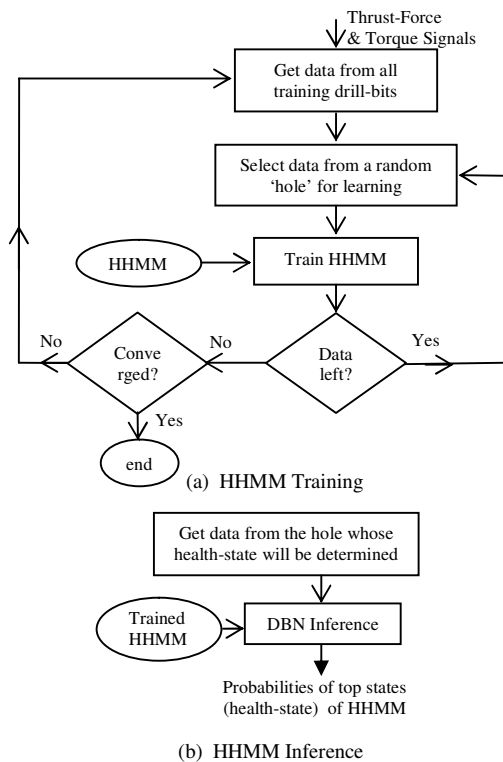 Thrust-Force
& Torque Signals
Get data from all
training drill-bits
Select data from a random
‘hole’ for learning
HHMM
Train HHMM
No
Conve
rged?
No
Data
left?
Yes
Yes
end
(a) HHMM Training
Get data from the hole whose
health-state will be determined
Trained
HHMM
DBN Inference
Probabilities of top states
(health-state) of HHMM
(b) HHMM Inference